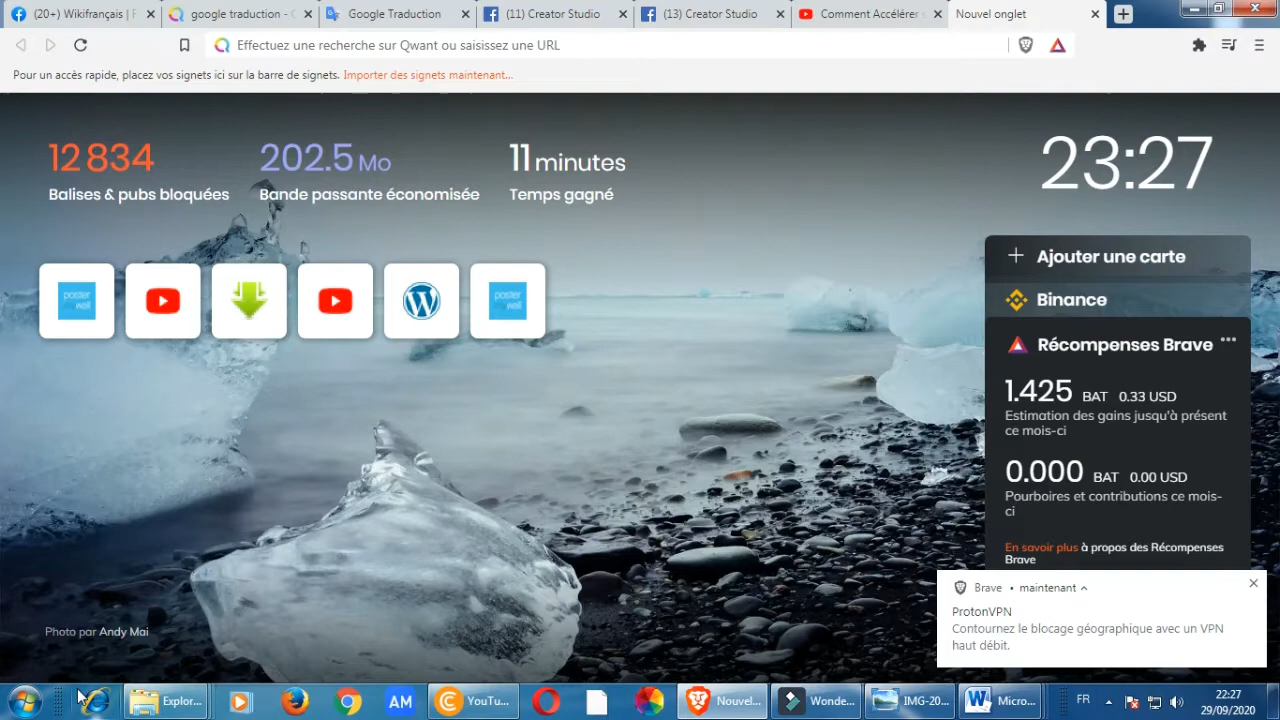 (20+) Wikifrançais | F
google traduction - Q
Google Traduction
(11) Creator Studio
(13) Creator Studio
Comment Accélérer s
Nouvel onglet
Effectuez une recherche sur Qwant ou saisissez une URL
Pour un accès rapide, placez vos signets ici sur la barre de signets. Importer des signets maintenant...
12 834
Balises & pubs bloquées
202.5 Mo
Bande passante économisée
11 minutes
Temps gagné
23:27
poster
wall
poster
wall
Ajouter une carte
Binance
Récompenses Brave
1.425 BAT 0.33 USD
Estimation des gains jusqu'à présent
ce mois-ci
0.000 BAT 0.00 USD
Pourboires et contributions ce mois-
ci
En savoir plus à propos des Récompenses
Brave
Brave • maintenant
ProtonVPN
Contournez le blocage géographique avec un VPN
haut débit.
Photo par Andy Mai
Explor...
AM
YouTu...
Nouvel...
Wonde...
IMG-20...
Micro...
FR
22:27
29/09/2020